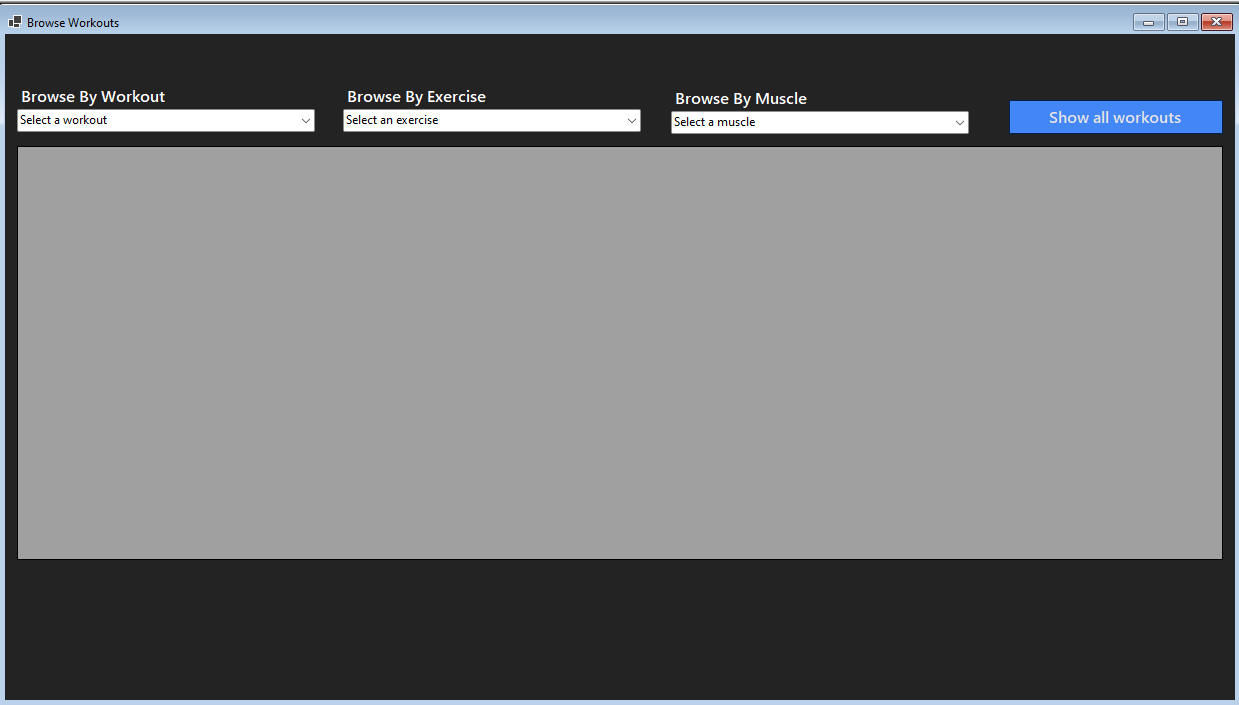 Browse Workouts
Browse By Workout
Select a workout
Browse By Exercise
Select an exercise
Browse By Muscle
Select a muscle
Show all workouts